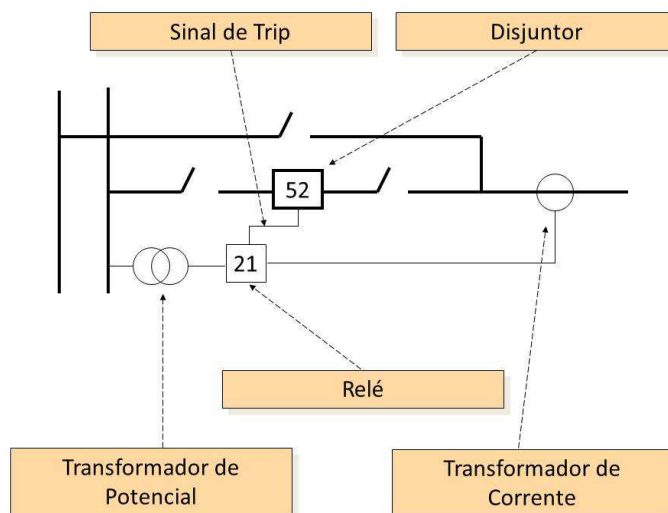 Sinal de Trip
Disjuntor
52
21
Relé
Transformador de
Potencial
Transformador de
Corrente